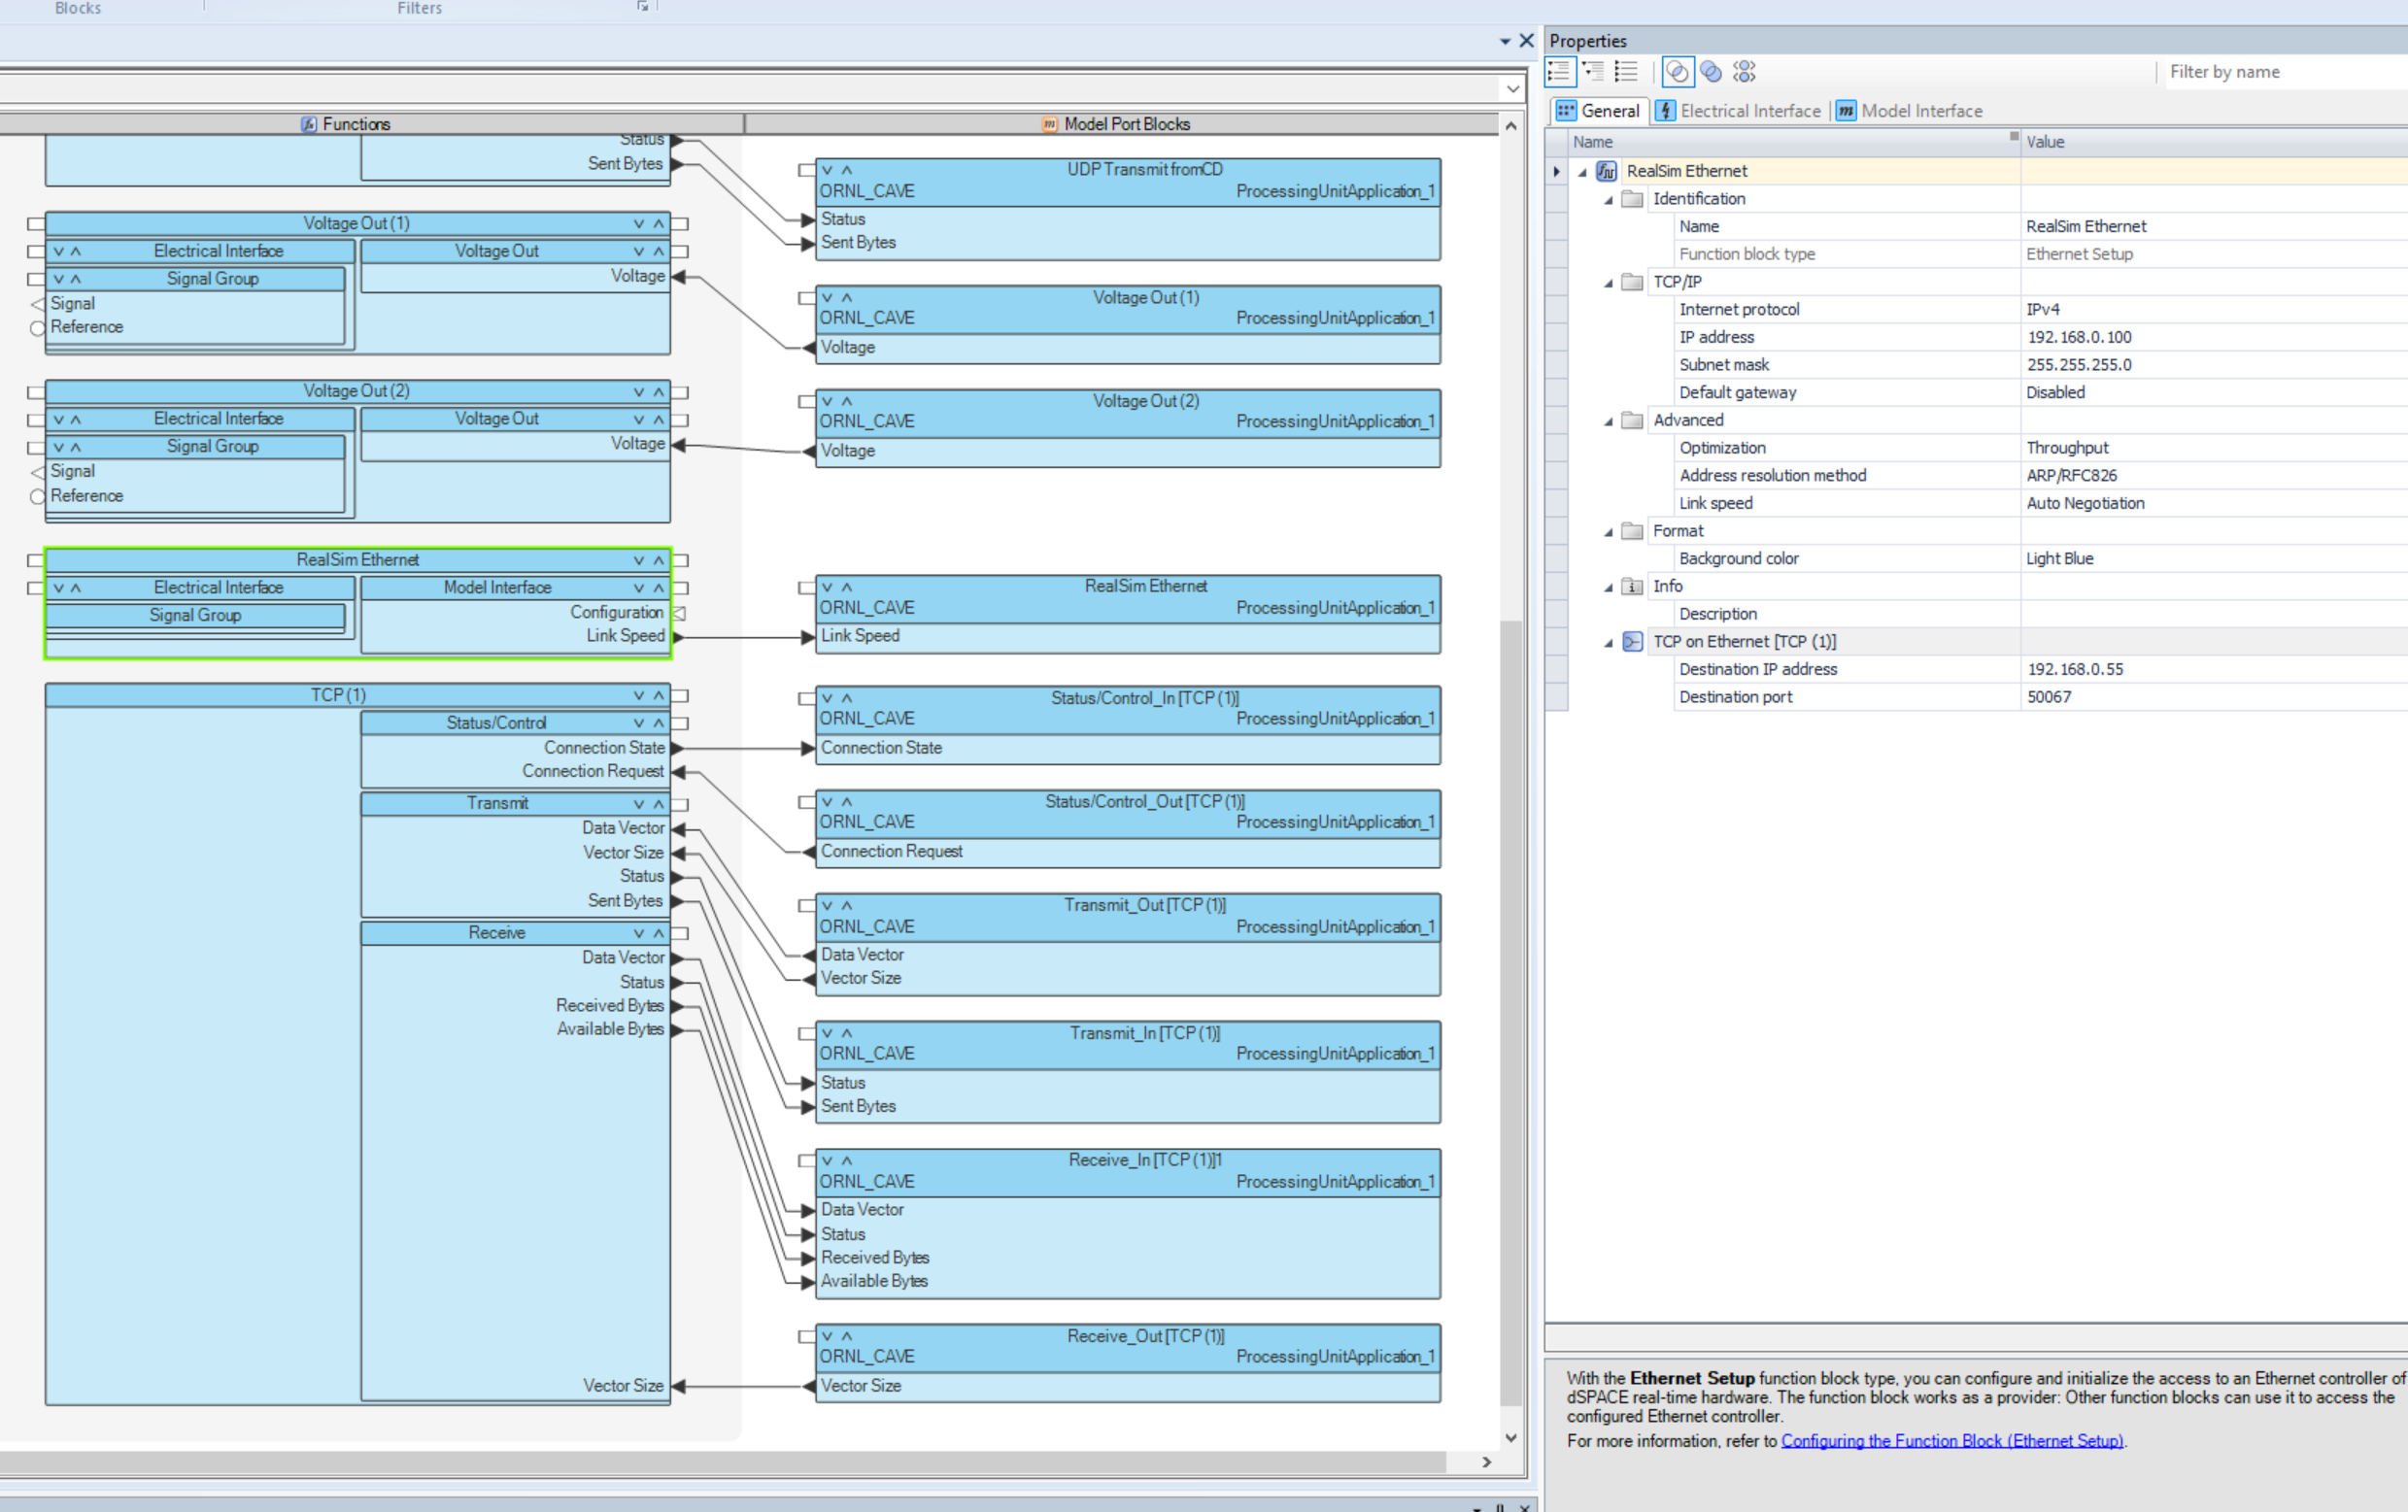 Blocks
Filters
Functions
Model Port Blocks
Status
Sent Bytes
Voltage Out (1)
Electrical Interface
Voltage Out
Signal Group
Voltage
Signal
Reference
Voltage Out (2)
Electrical Interface
Voltage Out
Signal Group
Voltage
Signal
Reference
RealSim Ethernet
Electrical Interface
Model Interface
Signal Group
Configuration
Link Speed
TCP (1)
Status/Control
Connection State
Connection Request
Transmit
Data Vector
Vector Size
Status
Sent Bytes
Receive
Data Vector
Status
Received Bytes
Available Bytes
Vector Size
UDP Transmit fromCD
ORNL_CAVE
ProcessingUnitApplication_1
Status
Sent Bytes
Voltage Out (1)
ORNL_CAVE
ProcessingUnitApplication_1
Voltage
Voltage Out (2)
ORNL_CAVE
ProcessingUnitApplication_1
Voltage
RealSim Ethernet
ORNL_CAVE
ProcessingUnitApplication_1
Link Speed
Status/Control_In [TCP (1)]
ORNL_CAVE
ProcessingUnitApplication_1
Connection State
Status/Control_Out [TCP (1)]
ORNL_CAVE
ProcessingUnitApplication_1
Connection Request
Transmit_Out [TCP (1)]
ORNL_CAVE
ProcessingUnitApplication_1
Data Vector
Vector Size
Transmit_In [TCP (1)]
ORNL_CAVE
ProcessingUnitApplication_1
Status
Sent Bytes
Receive_In [TCP (1)]1
ORNL_CAVE
ProcessingUnitApplication_1
Data Vector
Status
Received Bytes
Available Bytes
Receive_Out [TCP (1)]
ORNL_CAVE
ProcessingUnitApplication_1
Vector Size
Properties
Filter by name
General
Electrical Interface
Model Interface
Name
Value
RealSim Ethernet
Identification
Name RealSim Ethernet
Function block type Ethernet Setup
TCP/IP
Internet protocol IPv4
IP address 192.168.0.100
Subnet mask 255.255.255.0
Default gateway Disabled
Advanced
Optimization Throughput
Address resolution method ARP/RFC826
Link speed Auto Negotiation
Format
Background color Light Blue
Info
Description
TCP on Ethernet [TCP (1)]
Destination IP address 192.168.0.55
Destination port 50067
With the Ethernet Setup function block type, you can configure and initialize the access to an Ethernet controller of
dSPACE real-time hardware. The function block works as a provider: Other function blocks can use it to access the
configured Ethernet controller.
For more information, refer to Configuring the Function Block (Ethernet Setup).